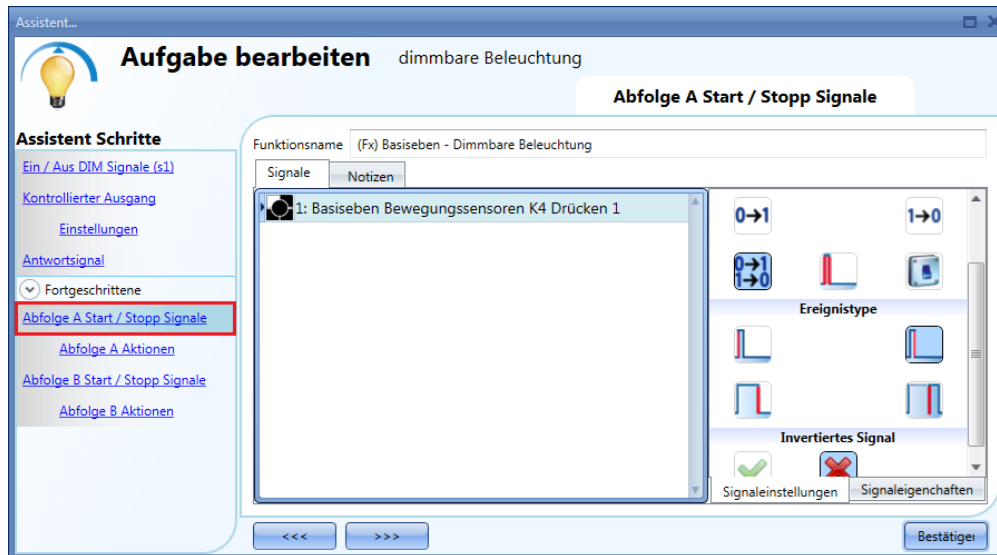 Assistent...
Aufgabe bearbeiten dimmbare Beleuchtung
Abfolge A Start / Stopp Signale
Assistent Schritte
Ein / Aus DIM Signale (s1)
Kontrollierter Ausgang
Einstellungen
Antwortsignal
Fortgeschrittene
Abfolge A Start / Stopp Signale
Abfolge A Aktionen
Abfolge B Start / Stopp Signale
Abfolge B Aktionen
Funktionsname (Fx) Basiseben - Dimmbare Beleuchtung
Signale Notizen
1: Basiseben Bewegungssensoren K4 Drücken 1
0→1 1→0
0→1
1→0
Ereignistype
Invertiertes Signal
Signaleinstellungen Signaleigenchaften
<<< >>> Bestätiger